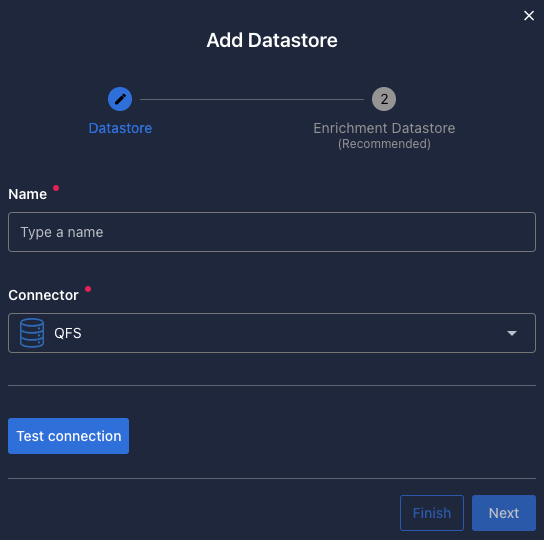 Add Datastore
2
Datastore
Enrichment Datastore
(Recommended)
Name
Type a name
Connector
QFS
Test connection
Finish
Next